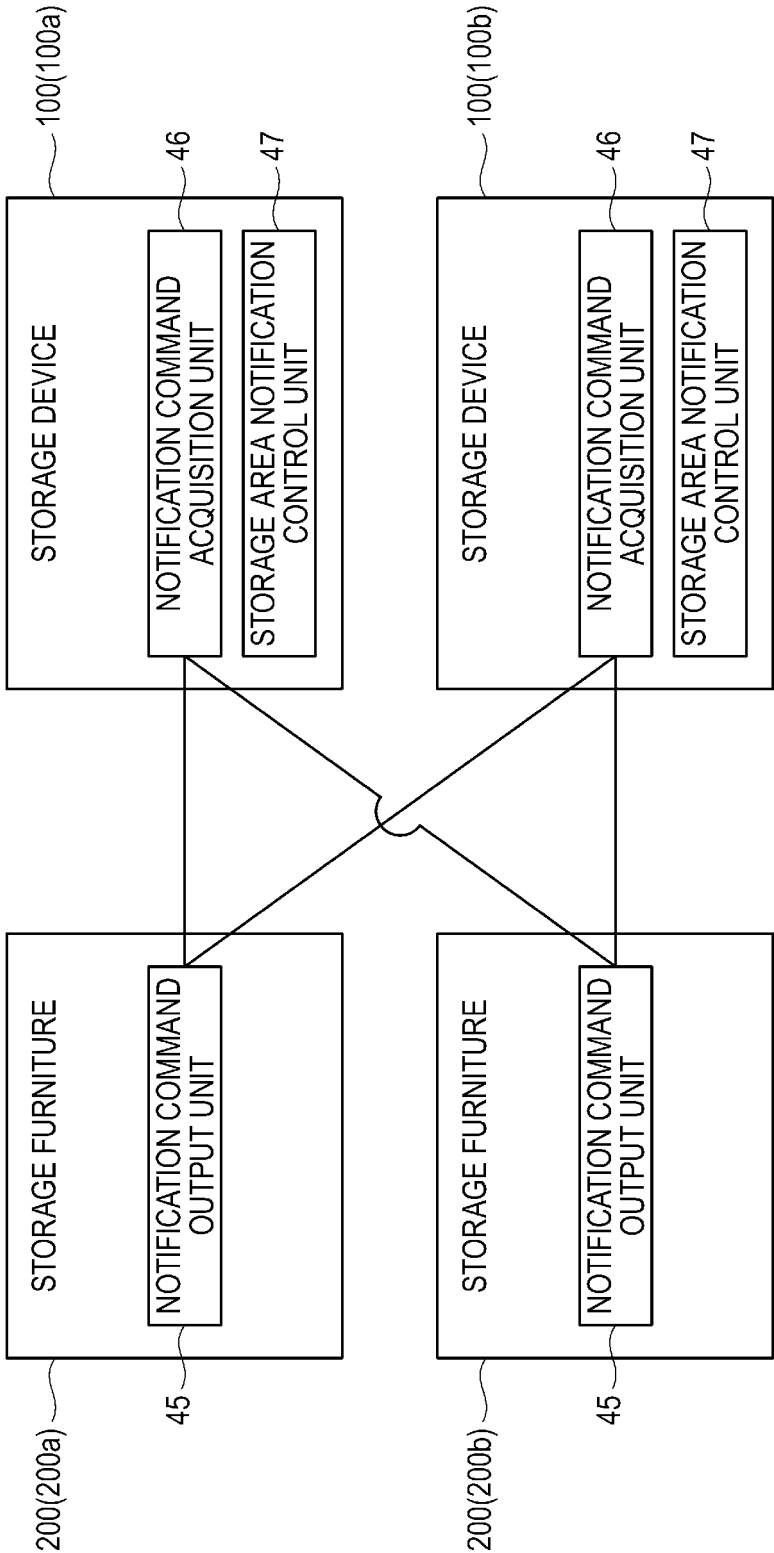 200(200a)
STORAGE FURNITURE
NOTIFICATION COMMAND
OUTPUT UNIT
45
100(100a)
STORAGE DEVICE
NOTIFICATION COMMAND
ACQUISITION UNIT
46
STORAGE AREA NOTIFICATION
CONTROL UNIT
47
200(200b)
STORAGE FURNITURE
NOTIFICATION COMMAND
OUTPUT UNIT
45
100(100b)
STORAGE DEVICE
NOTIFICATION COMMAND
ACQUISITION UNIT
46
STORAGE AREA NOTIFICATION
CONTROL UNIT
47